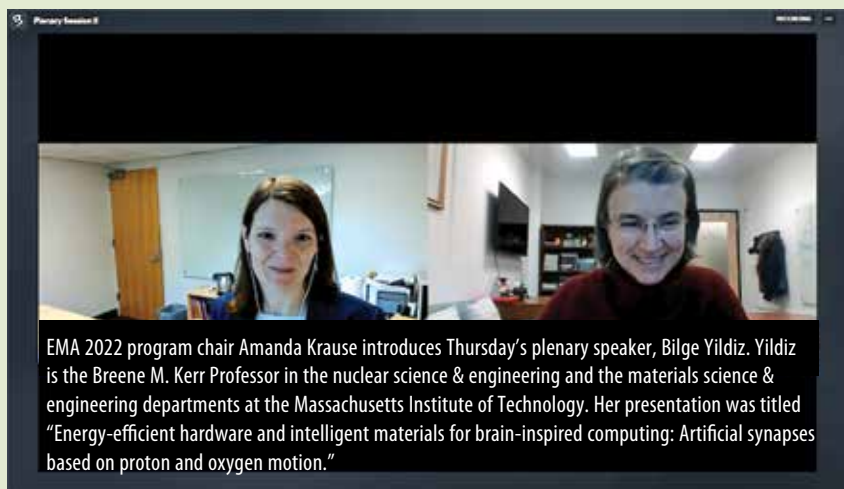 Plenary Session II
RECORDING
EMA 2022 program chair Amanda Krause introduces Thursday's plenary speaker, Bilge Yildiz. Yildiz
is the Breene M. Kerr Professor in the nuclear science & engineering and the materials science &
engineering departments at the Massachusetts Institute of Technology. Her presentation was titled
“Energy-efficient hardware and intelligent materials for brain-inspired computing: Artificial synapses
based on proton and oxygen motion.”